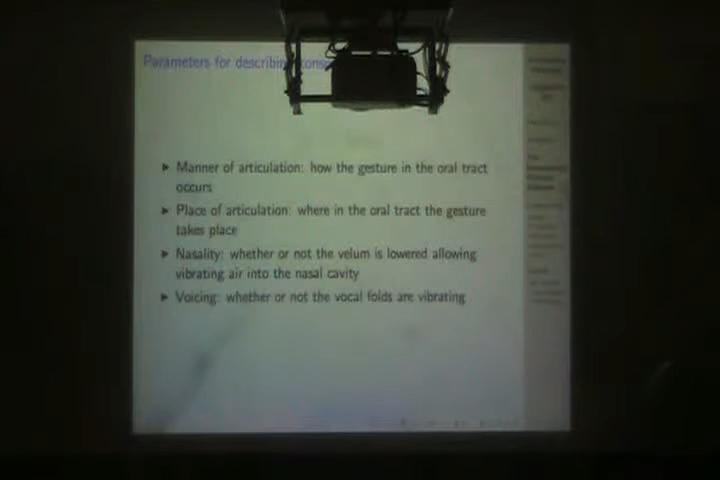 Parameters for describing cons
▶ Manner of articulation: how the gesture in the oral tract
occurs
▶ Place of articulation: where in the oral tract the gesture
takes place
▶ Nasality: whether or not the velum is lowered allowing
vibrating air into the nasal cavity
▶ Voicing: whether or not the vocal folds are vibrating